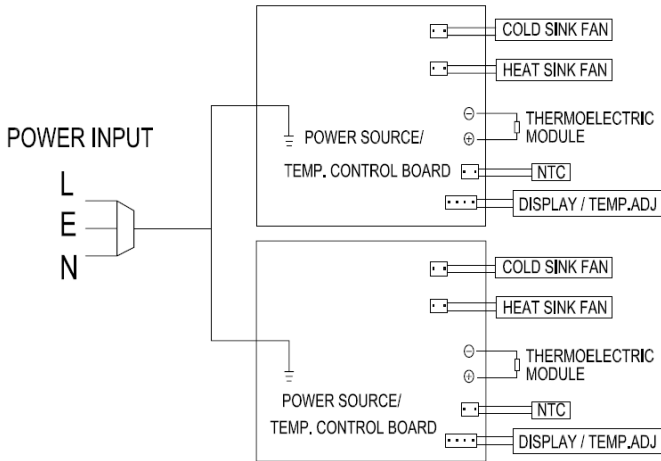 POWER INPUT
L
E
N
COLD SINK FAN
HEAT SINK FAN
THERMOELECTRIC
MODULE
POWER SOURCE/
TEMP. CONTROL BOARD
NTC
DISPLAY / TEMP.ADJ
COLD SINK FAN
HEAT SINK FAN
THERMOELECTRIC
MODULE
POWER SOURCE/
TEMP. CONTROL BOARD
NTC
DISPLAY / TEMP.ADJ